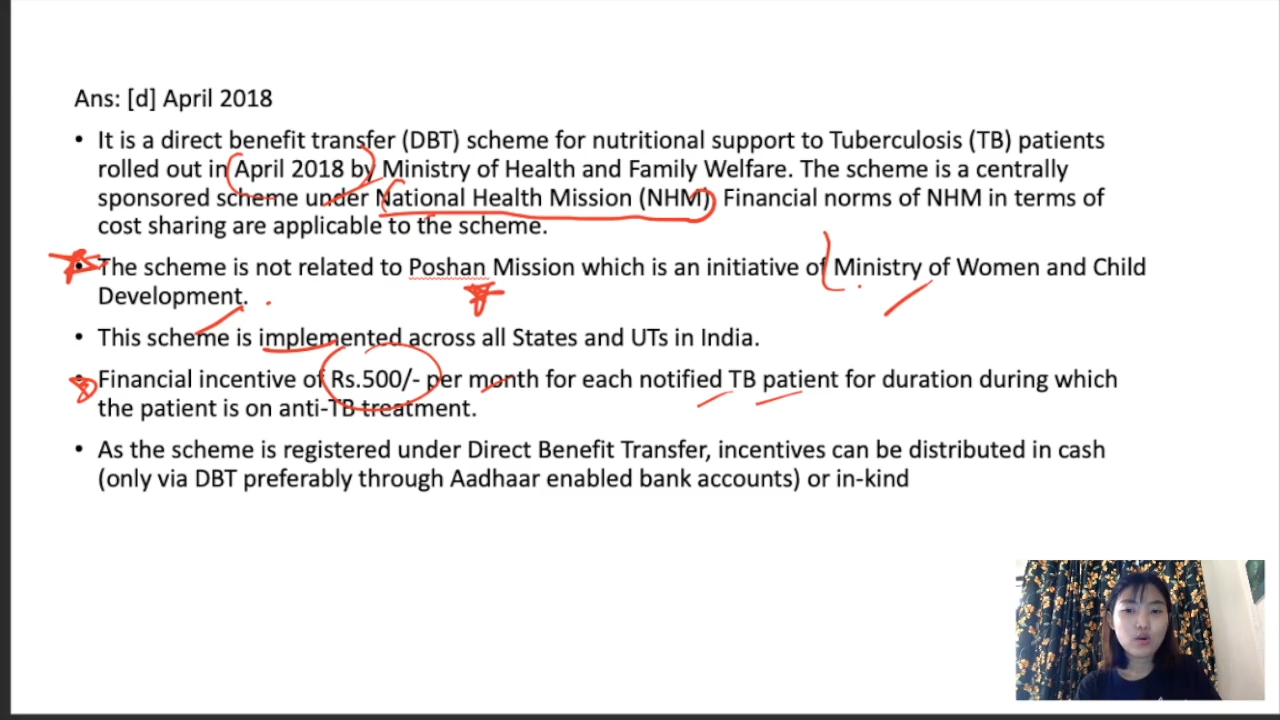 Ans: [d] April 2018
• It is a direct benefit transfer (DBT) scheme for nutritional support to Tuberculosis (TB) patients
rolled out in April 2018 by Ministry of Health and Family Welfare. The scheme is a centrally
sponsored scheme under National Health Mission (NHM). Financial norms of NHM in terms of
cost sharing are applicable to the scheme.
• The scheme is not related to Poshan Mission which is an initiative of Ministry of Women and Child
Development.
• This scheme is implemented across all States and UTs in India.
• Financial incentive of Rs.500/- per month for each notified TB patient for duration during which
the patient is on anti-TB treatment.
• As the scheme is registered under Direct Benefit Transfer, incentives can be distributed in cash
(only via DBT preferably through Aadhaar enabled bank accounts) or in-kind